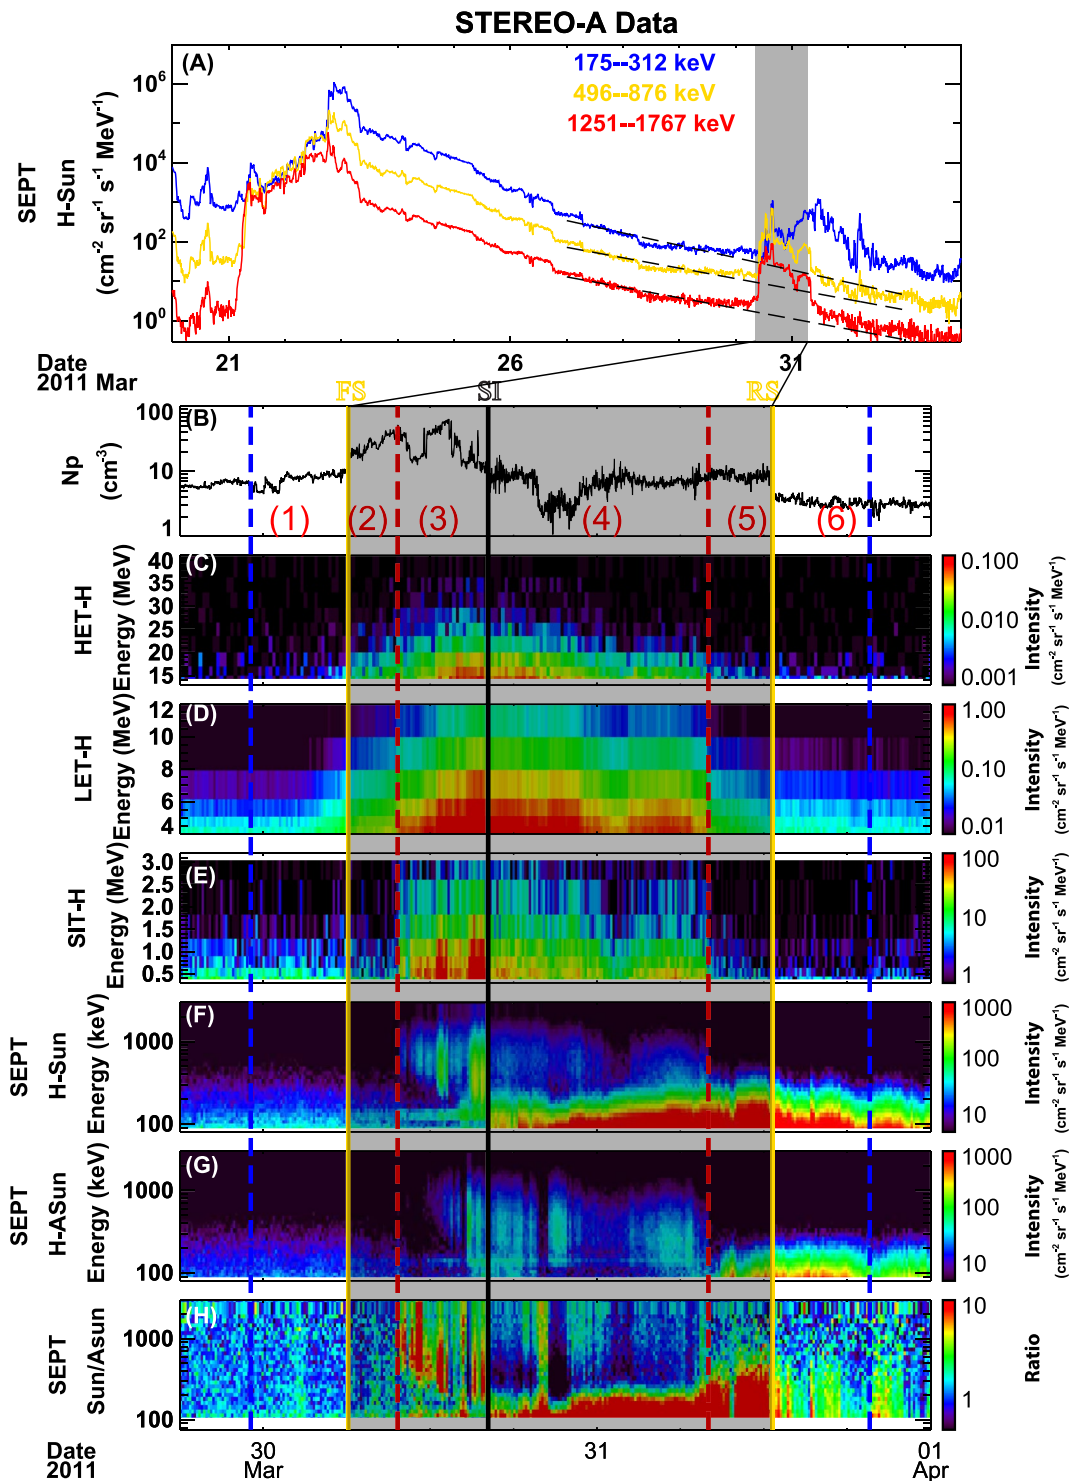 STEREO-A Data
(A)
175--312 keV
496--876 keV
1251--1767 keV
10⁶
10⁴
10²
10⁰
SEPT
H-Sun
(cm⁻² sr⁻¹ s⁻¹ MeV⁻¹)
Date
2011 Mar
21
26
31
FS
SI
RS
(B)
100
10
1
Np
(cm⁻³)
(1)
(2)
(3)
(4)
(5)
(6)
(C)
40
35
30
25
20
15
HET-H
Energy (MeV)
0.100
0.010
0.001
Intensity
(cm⁻² sr⁻¹ s⁻¹ MeV⁻¹)
(D)
12
10
8
6
4
LET-H
Energy (MeV)
1.00
0.10
0.01
Intensity
(cm⁻² sr⁻¹ s⁻¹ MeV⁻¹)
(E)
3.0
2.5
2.0
1.5
1.0
0.5
SIT-H
Energy (MeV)
100
10
1
Intensity
(cm⁻² sr⁻¹ s⁻¹ MeV⁻¹)
(F)
1000
100
SEPT
H-Sun
Energy (keV)
1000
100
10
Intensity
(cm⁻² sr⁻¹ s⁻¹ MeV⁻¹)
(G)
1000
100
SEPT
H-ASun
Energy (keV)
1000
100
10
Intensity
(cm⁻² sr⁻¹ s⁻¹ MeV⁻¹)
(H)
1000
100
SEPT
Sun/Asun
10
1
Ratio
Date
2011
30
Mar
31
01
Apr